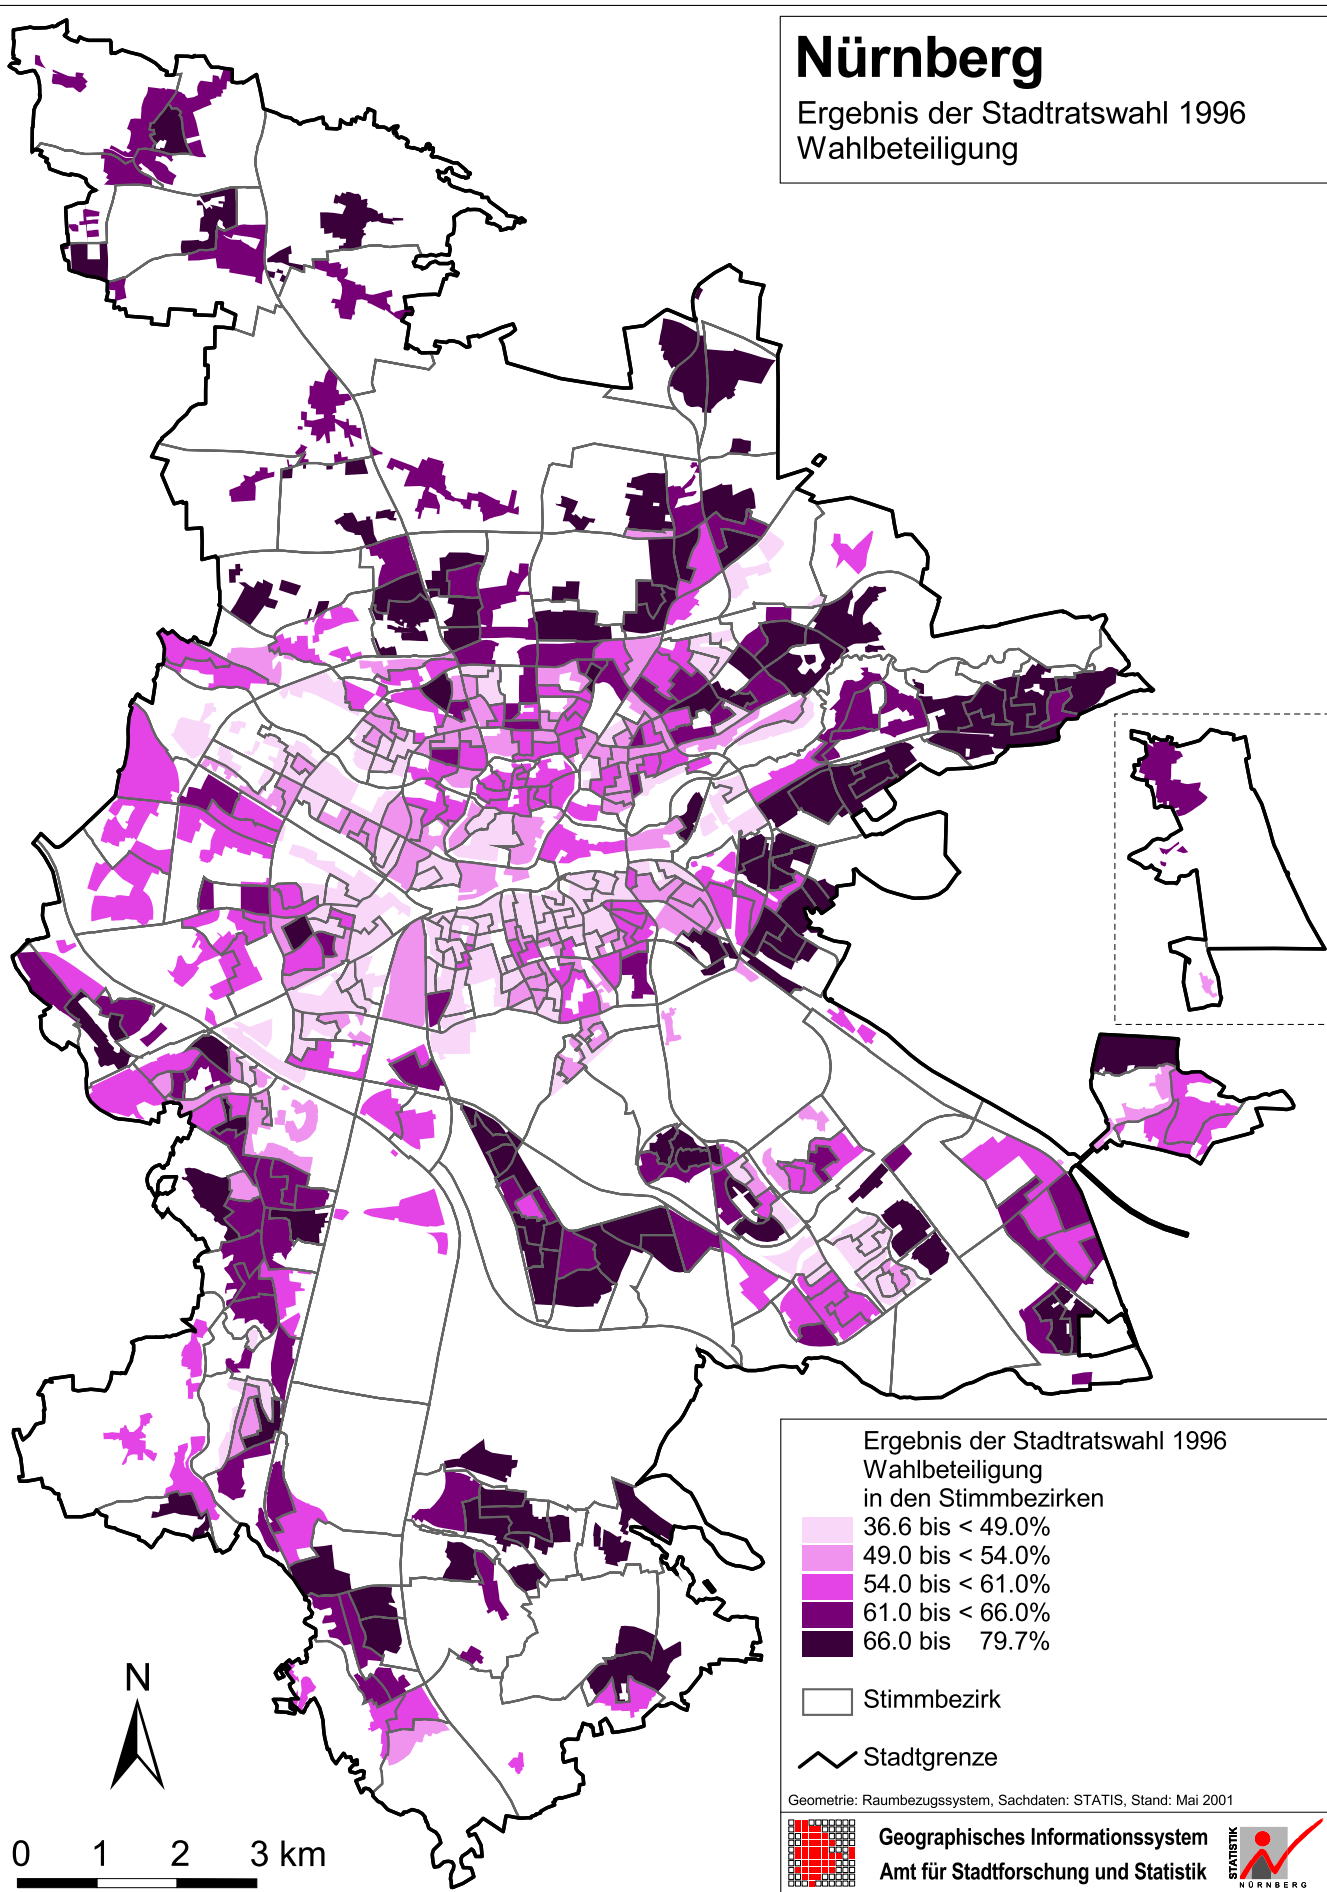 Nürnberg
Ergebnis der Stadtratswahl 1996
Wahlbeteiligung
Ergebnis der Stadtratswahl 1996
Wahlbeteiligung
in den Stimmbezirken
36.6 bis < 49.0%
49.0 bis < 54.0%
54.0 bis < 61.0%
61.0 bis < 66.0%
66.0 bis 79.7%
Stimmbezirk
Stadtgrenze
Geometrie: Raumbezugssystem, Sachdaten: STATIS, Stand: Mai 2001
Geographisches Informationssystem
Amt für Stadtforschung und Statistik
STATISTIK
NÜRNBERG
N
0 1 2 3 km